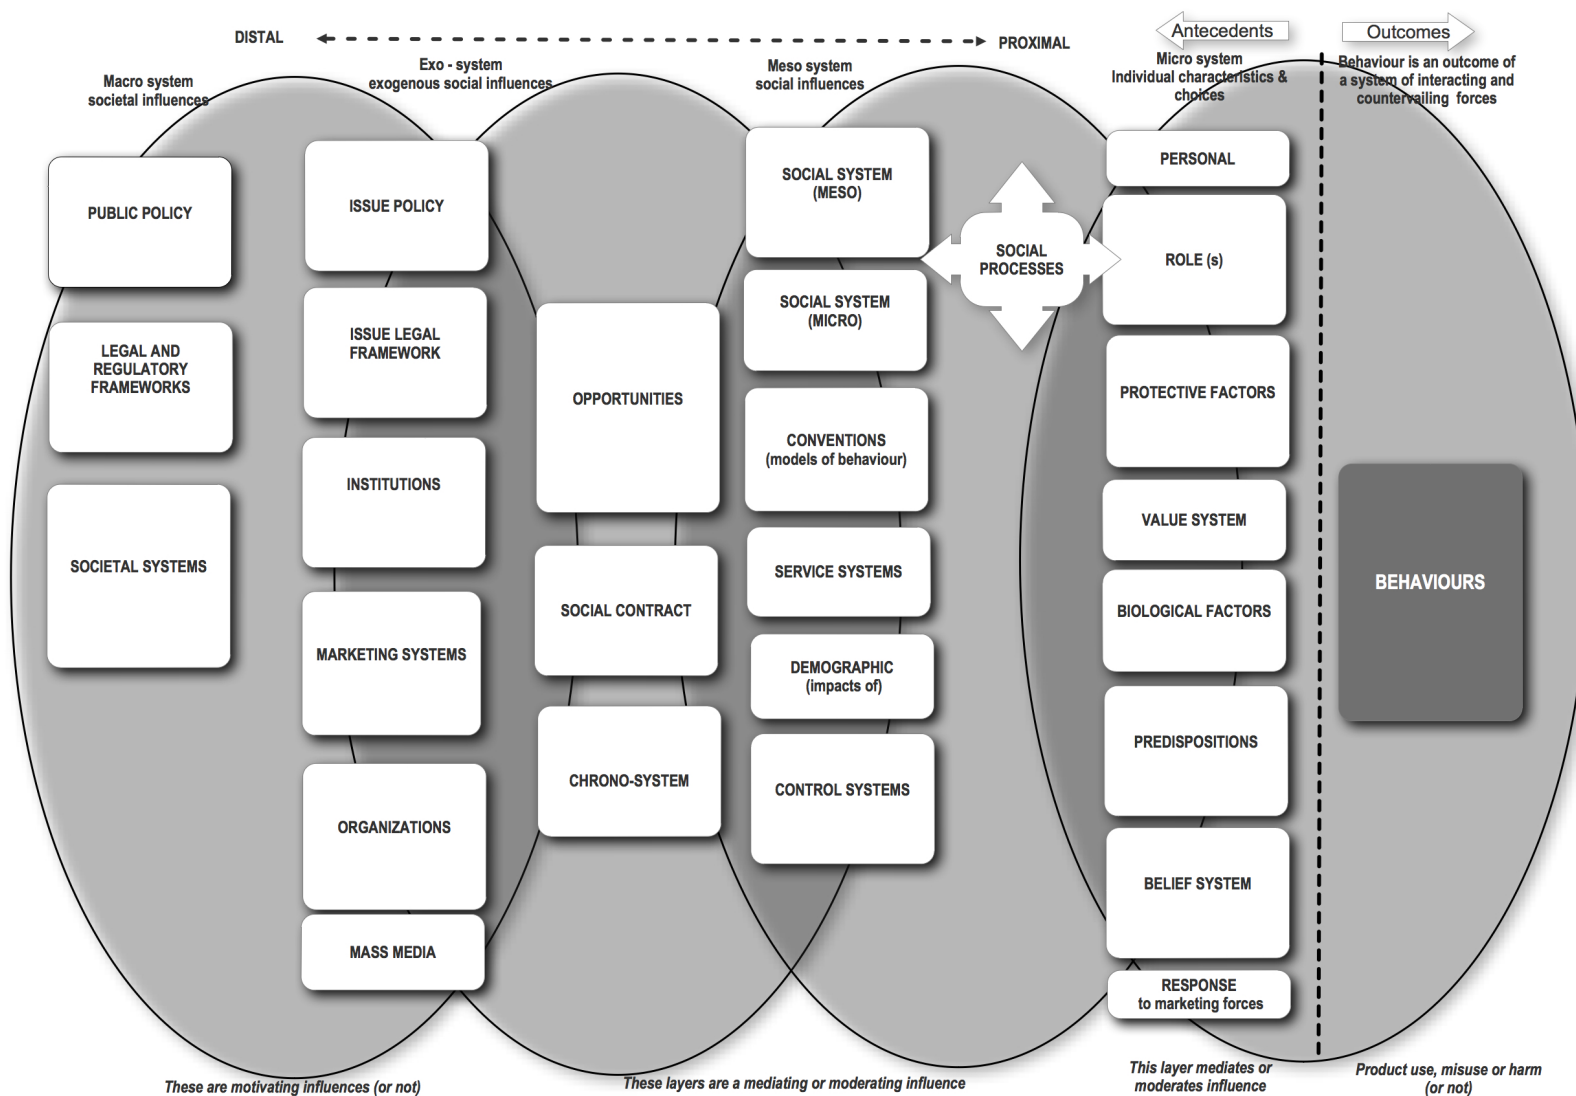 DISTAL
PROXIMAL
Antecedents
Outcomes
Macro system
societal influences
Exo - system
exogenous social influences
Meso system
social influences
Micro system
Individual characteristics &
choices
Behaviour is an outcome of
a system of interacting and
countervailing forces
PUBLIC POLICY
LEGAL AND
REGULATORY
FRAMEWORKS
SOCIETAL SYSTEMS
ISSUE POLICY
ISSUE LEGAL
FRAMEWORK
INSTITUTIONS
MARKETING SYSTEMS
ORGANIZATIONS
MASS MEDIA
OPPORTUNITIES
SOCIAL CONTRACT
CHRONO-SYSTEM
SOCIAL SYSTEM
(MESO)
SOCIAL SYSTEM
(MICRO)
CONVENTIONS
(models of behaviour)
SERVICE SYSTEMS
DEMOGRAPHIC
(impacts of)
CONTROL SYSTEMS
SOCIAL
PROCESSES
PERSONAL
ROLE (s)
PROTECTIVE FACTORS
VALUE SYSTEM
BIOLOGICAL FACTORS
PREDISPOSITIONS
BELIEF SYSTEM
RESPONSE
to marketing forces
BEHAVIOURS
These are motivating influences (or not)
These layers are a mediating or moderating influence
This layer mediates or
moderates influence
Product use, misuse or harm
(or not)